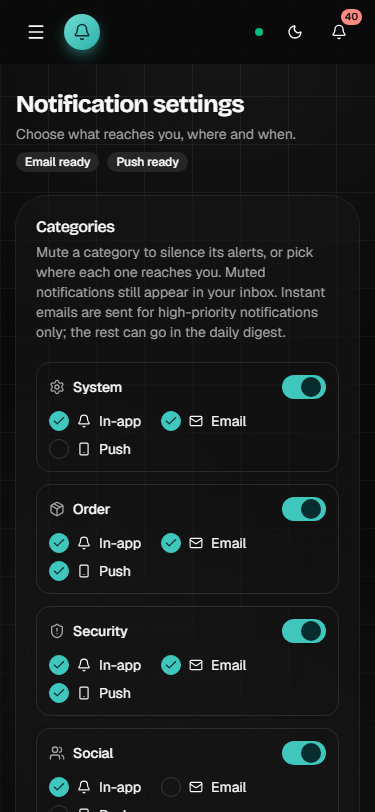 40
Notification settings
Choose what reaches you, where and when.
Email ready Push ready
Categories
Mute a category to silence its alerts, or pick
where each one reaches you. Muted
notifications still appear in your inbox. Instant
emails are sent for high-priority notifications
only; the rest can go in the daily digest.
System
In-app Email
Push
Order
In-app Email
Push
Security
In-app Email
Push
Social
In-app Email